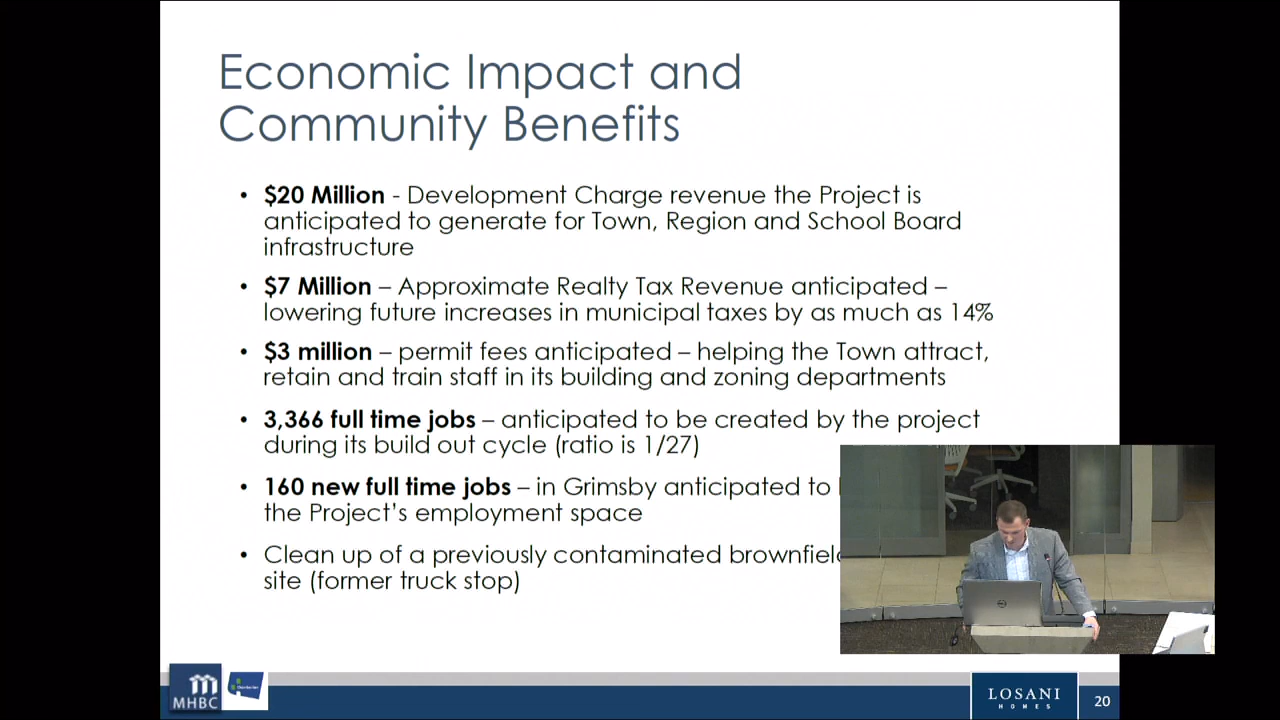 Economic Impact and
Community Benefits
• $20 Million - Development Charge revenue the Project is
anticipated to generate for Town, Region and School Board
infrastructure
• $7 Million – Approximate Realty Tax Revenue anticipated –
lowering future increases in municipal taxes by as much as 14%
• $3 million – permit fees anticipated – helping the Town attract,
retain and train staff in its building and zoning departments
• 3,366 full time jobs – anticipated to be created by the project
during its build out cycle (ratio is 1/27)
• 160 new full time jobs – in Grimsby anticipated to
the Project's employment space
• Clean up of a previously contaminated
site (former truck stop)
MHBC
LOSANI
HOMES
20